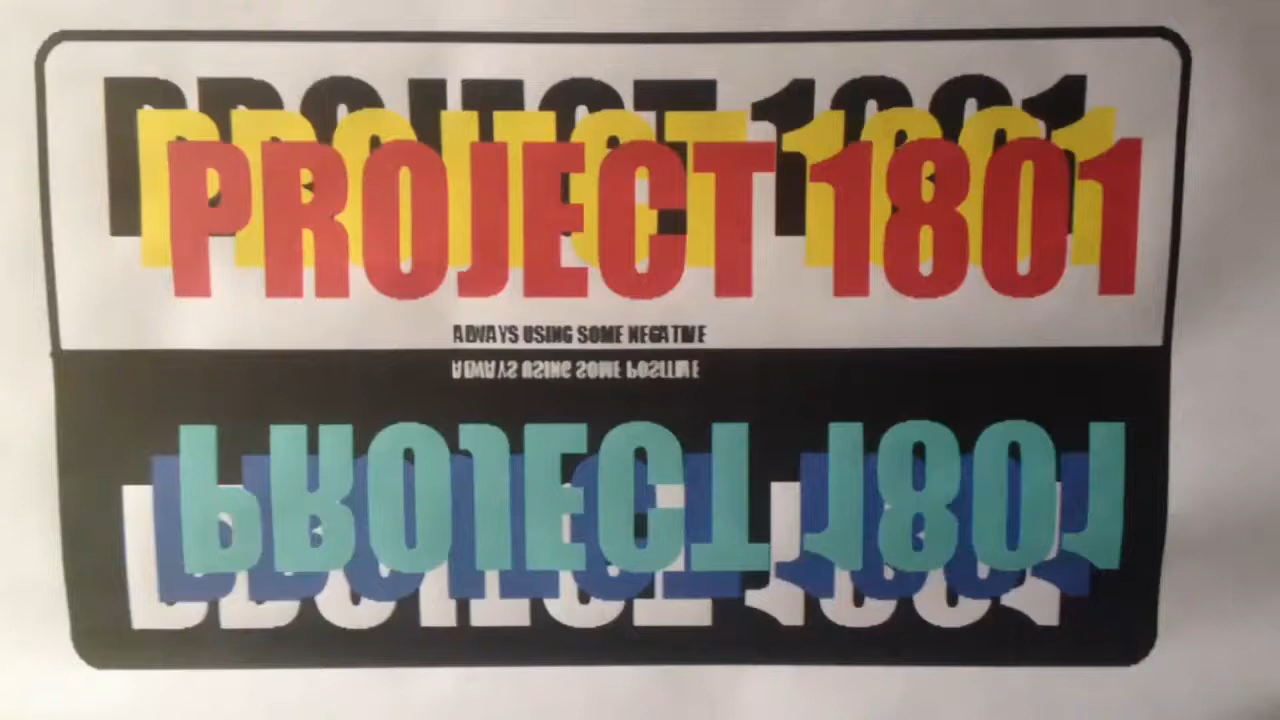 PROJECT 1801
ALWAYS USING SOME NEGATIVE
ALWAYS USING SOME POSITIVE
PROJECT 1801